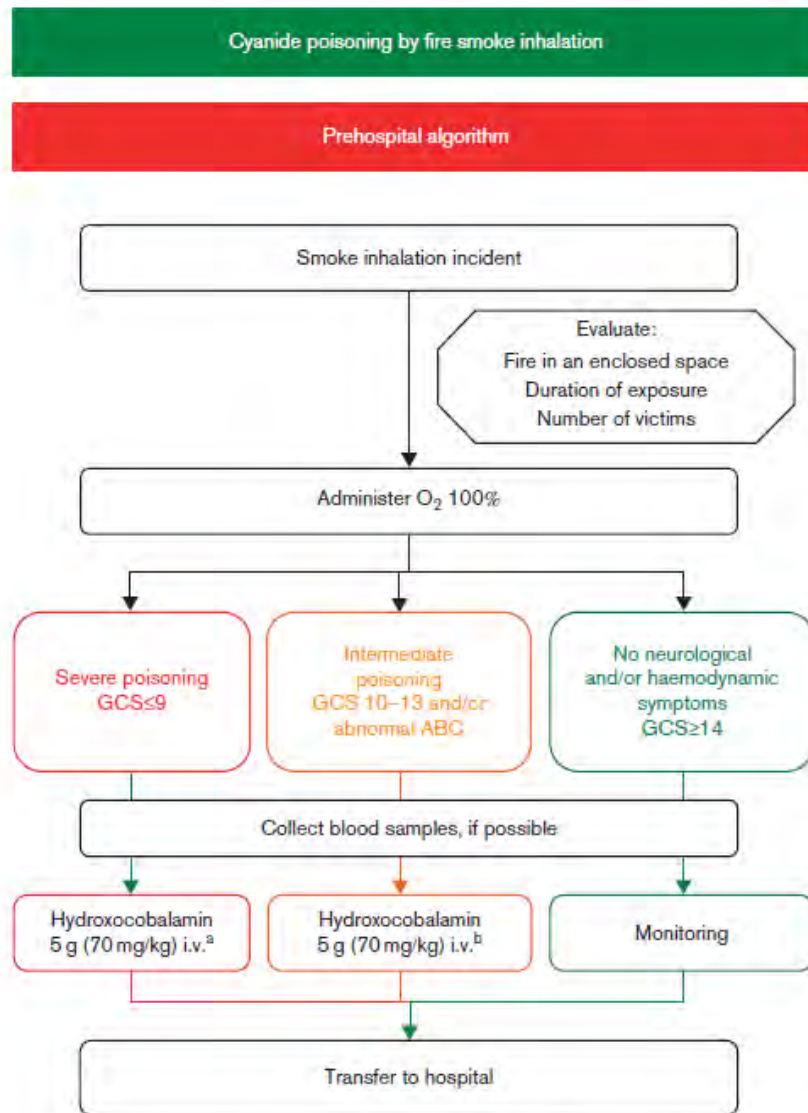 Cyanide poisoning by fire smoke inhalation
Prehospital algorithm
Smoke inhalation incident
Evaluate:
Fire in an enclosed space
Duration of exposure
Number of victims
Administer O₂ 100%
Severe poisoning
GCS≤9
Intermediate
poisoning
GCS 10–13 and/or
abnormal ABC
No neurological
and/or haemodynamic
symptoms
GCS≥14
Collect blood samples, if possible
Hydroxocobalamin
5 g (70 mg/kg) i.v.ᵃ
Hydroxocobalamin
5 g (70 mg/kg) i.v.ᵇ
Monitoring
Transfer to hospital